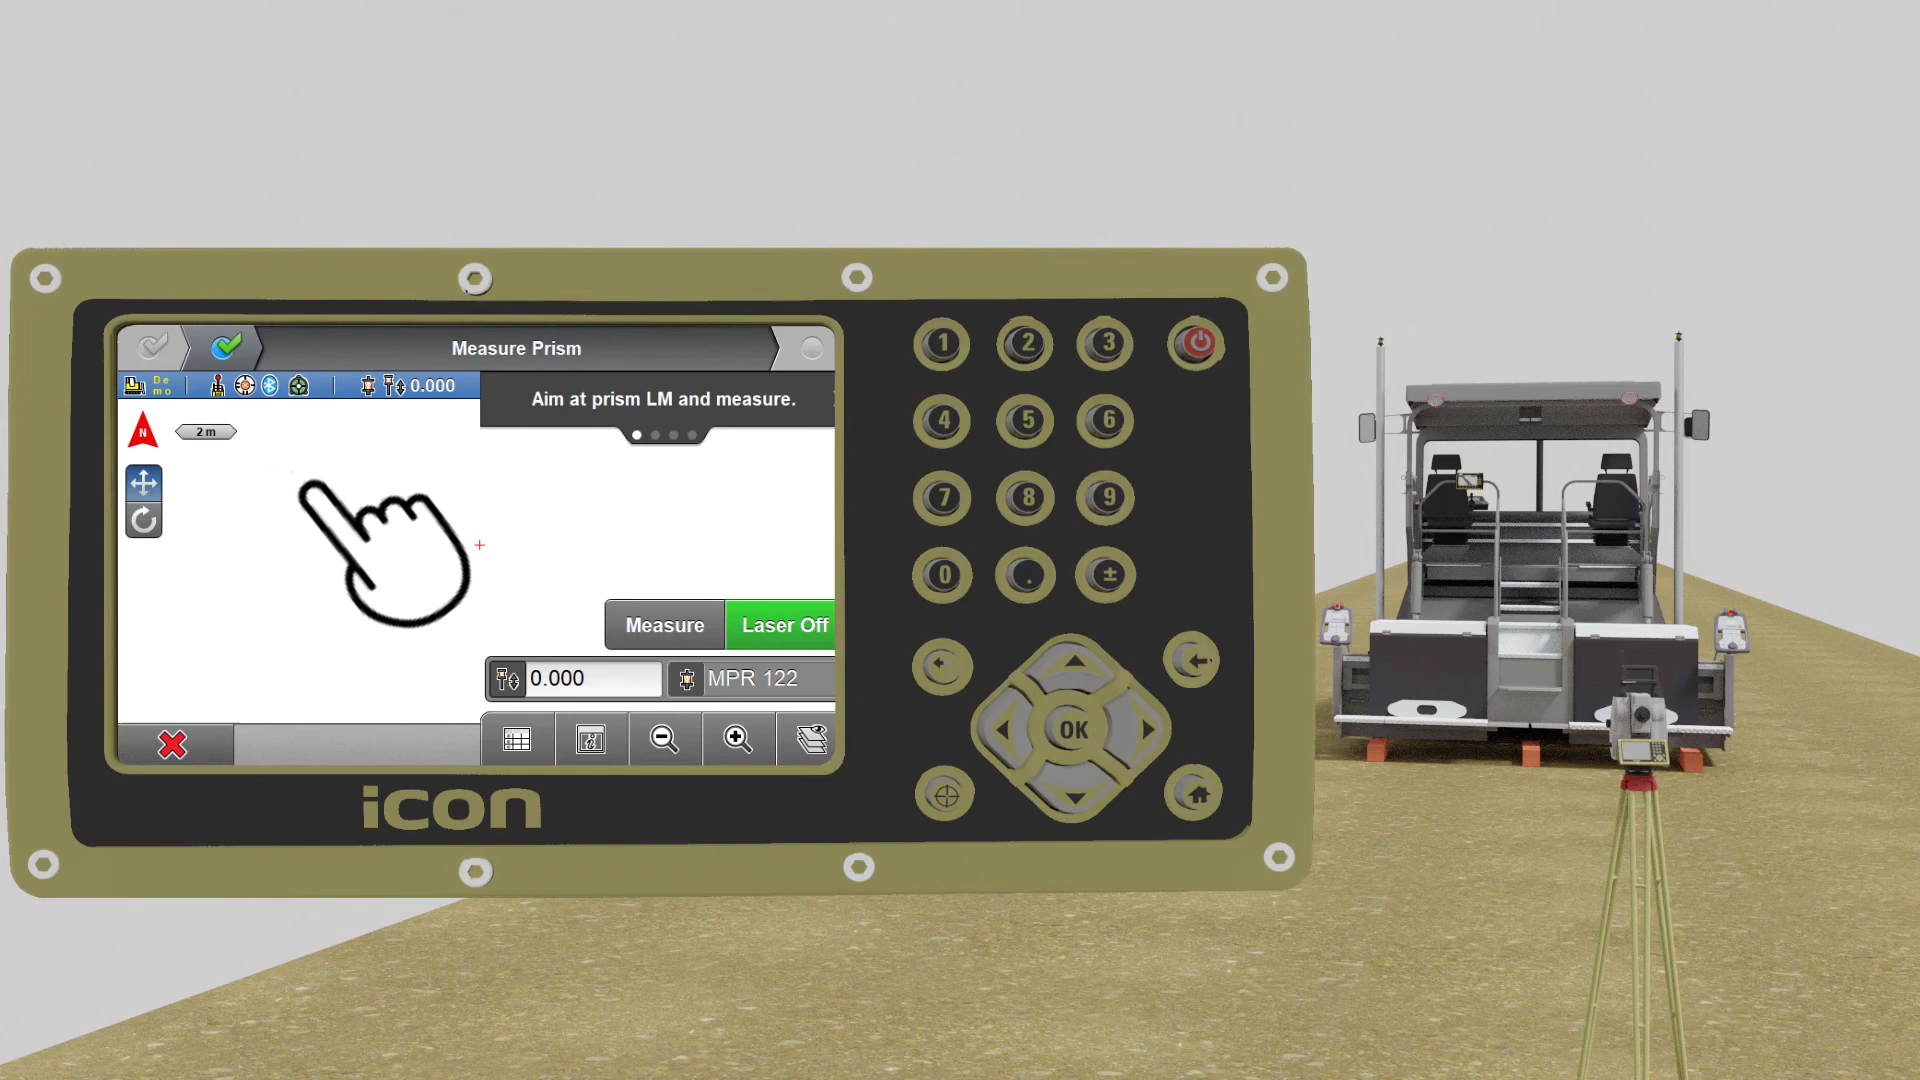 Measure Prism
De
mo
0.000
Aim at prism LM and measure.
N
2 m
Measure
Laser Off
0.000
MPR 122
icon
1
2
3
4
5
6
7
8
9
0
.
±
OK